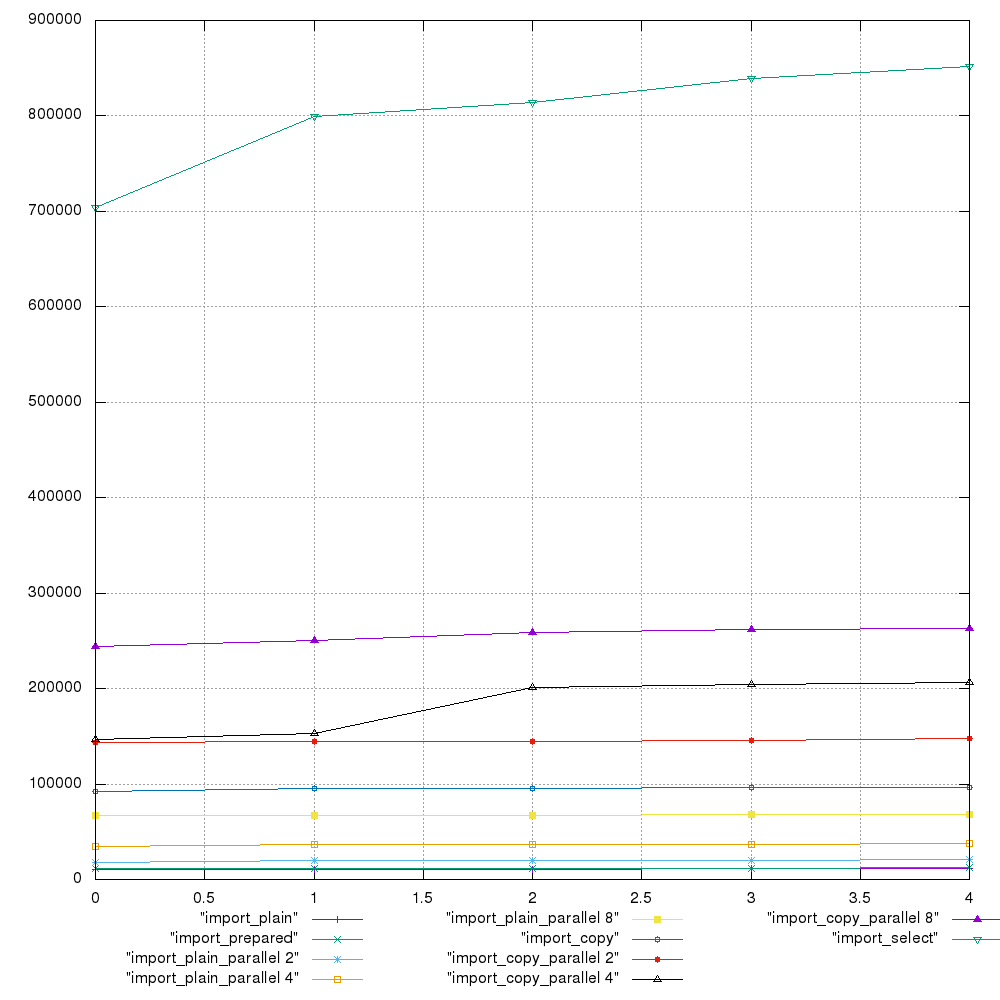 900000
800000
700000
600000
500000
400000
300000
200000
100000
0
0 0.5 1 1.5 2 2.5 3 3.5 4
"import_plain" "import_plain_parallel 8" "import_copy_parallel 8"
"import_prepared" "import_copy" "import_select"
"import_plain_parallel 2" "import_copy_parallel 2"
"import_plain_parallel 4" "import_copy_parallel 4"